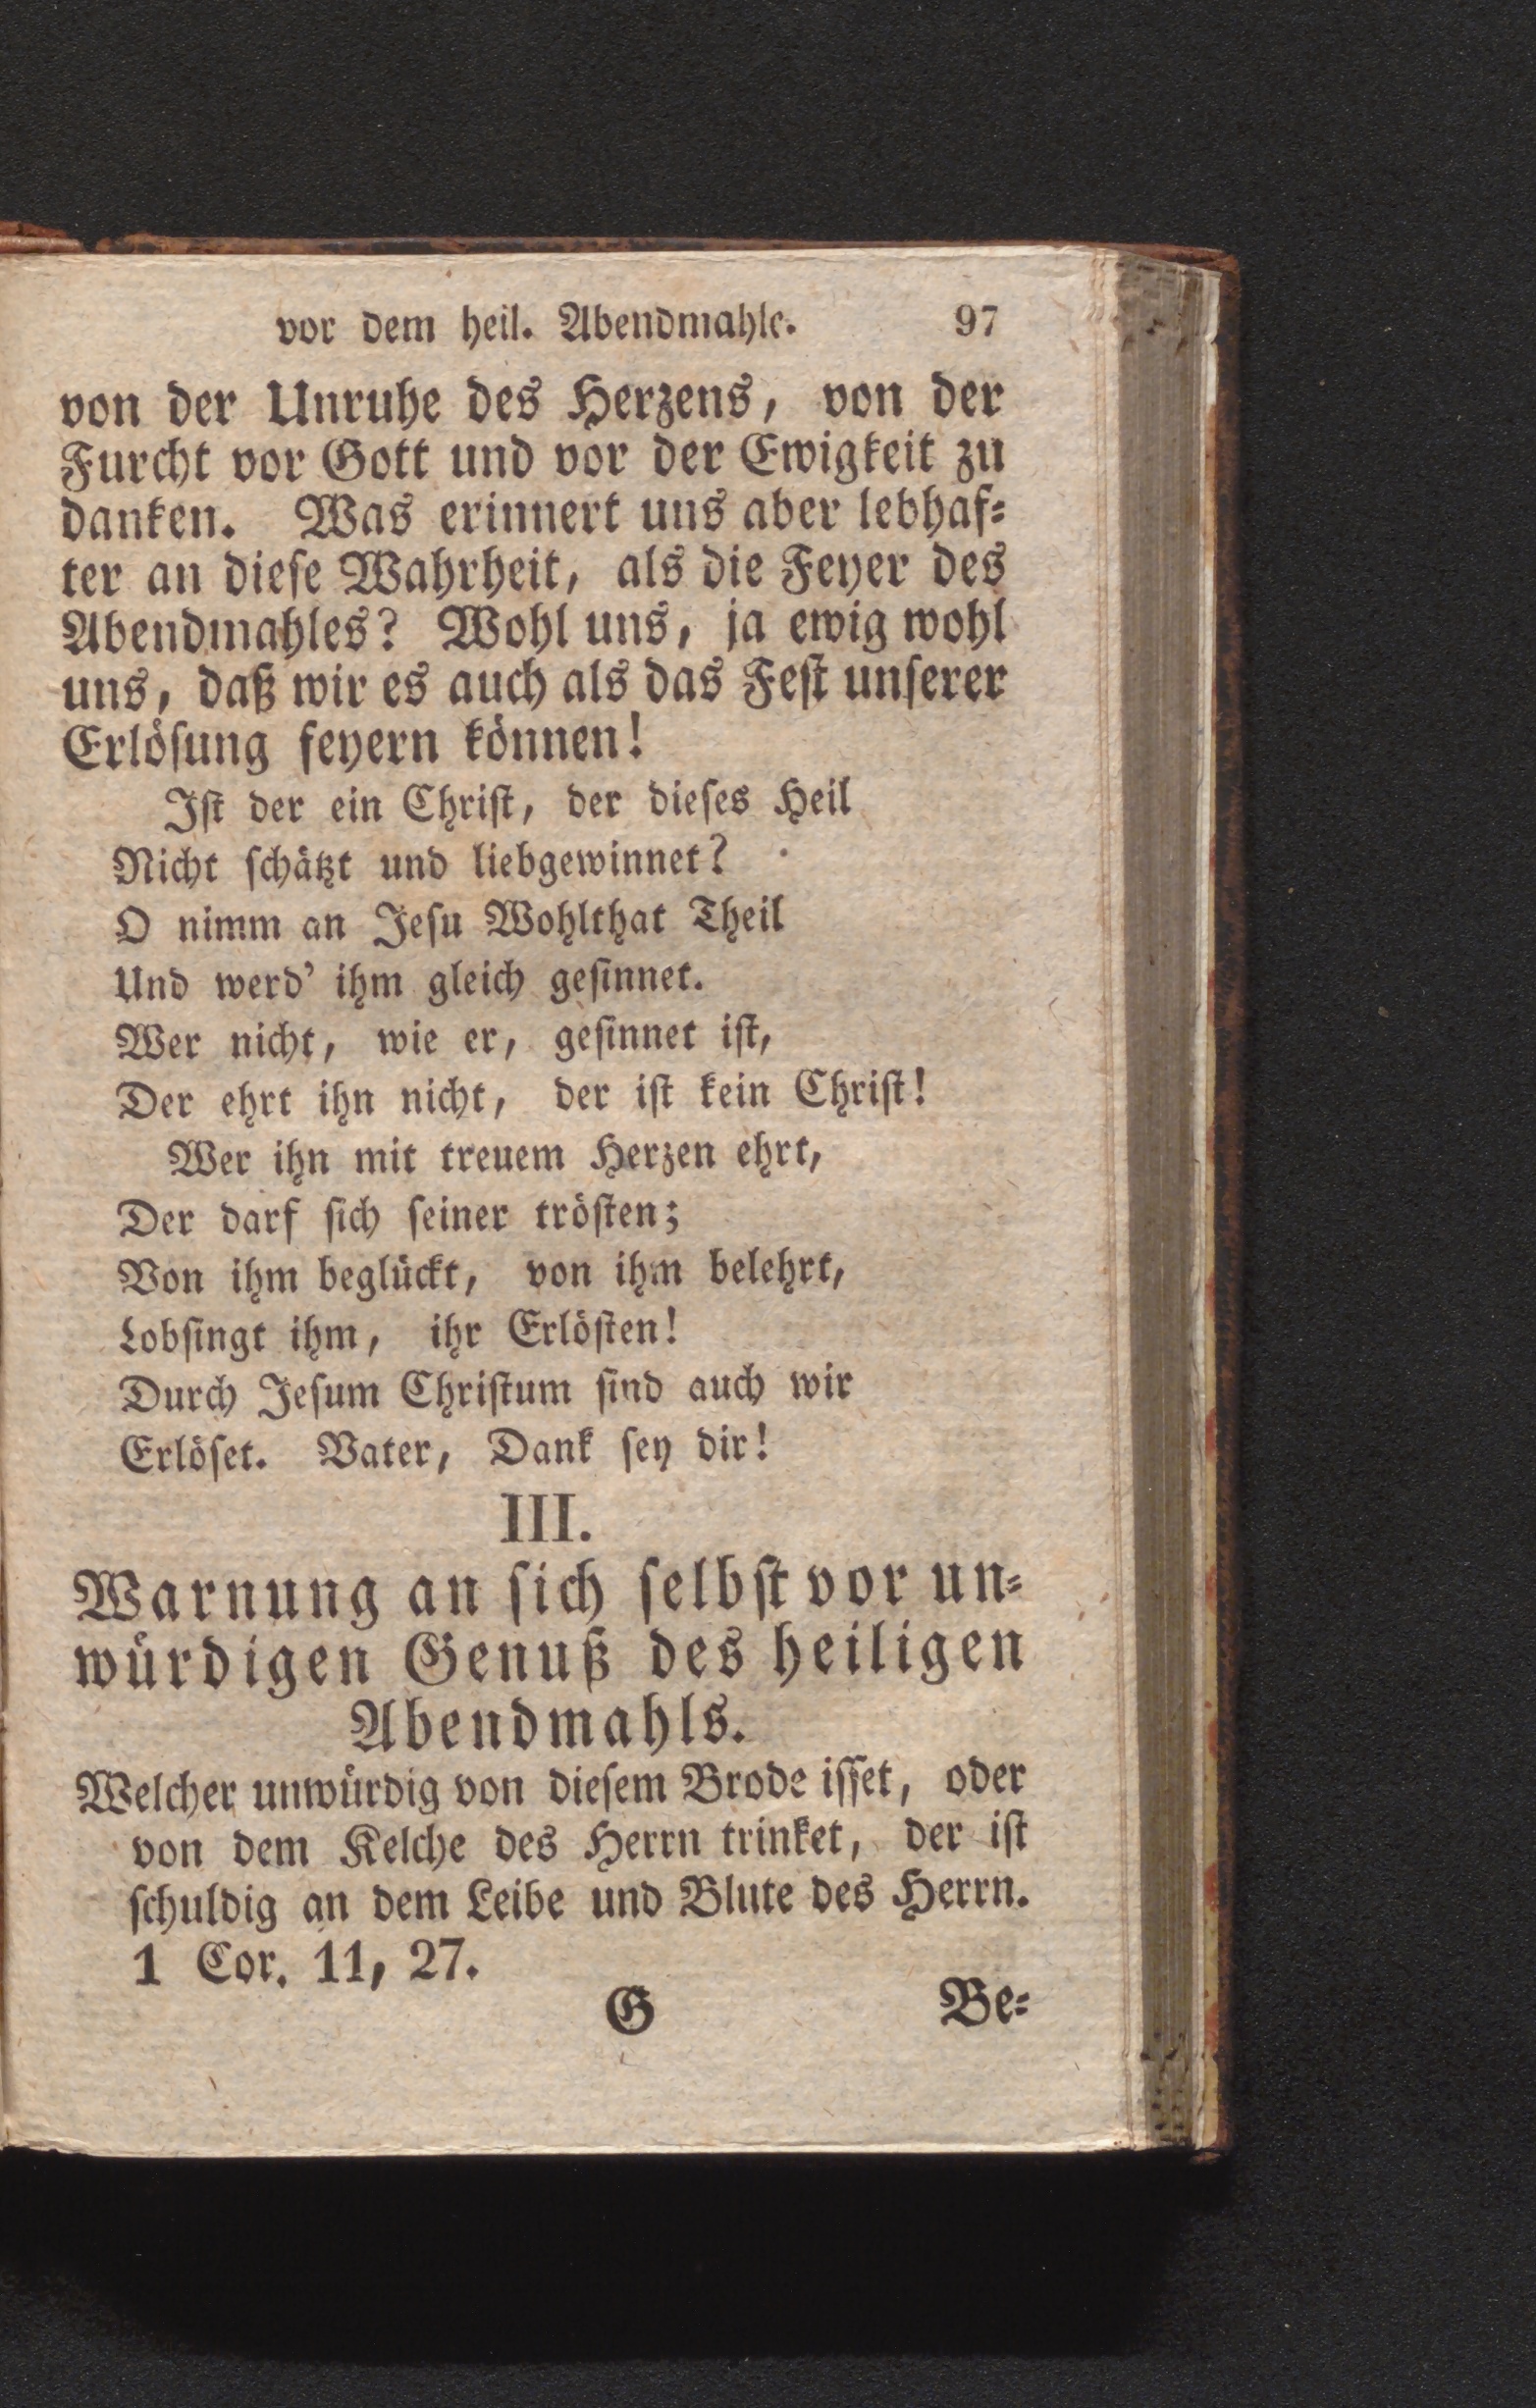 vor dem heil. Abendmahle. 97
von der Unruhe des Herzens, von der
Furcht vor Gott und vor der Ewigkeit zu
danken. Was erinnert uns aber lebhaf⸗
ter an dieſe Wahrheit, als die Feyer des
Abendmahles? Wohl uns, ja ewig wohl
uns, daß wir es auch als das Feſt unſerer
Erlöſung feyern können!
Iſt der ein Chriſt, der dieſes Heil
Nicht ſchätzt und liebgewinnet?
O nimm an Jeſu Wohlthat Theil
Und werd' ihm gleich geſinnet.
Wer nicht, wie er, geſinnet iſt,
Der ehrt ihn nicht, der iſt kein Chriſt!
Wer ihn mit treuem Herzen ehrt,
Der darf ſich ſeiner tröſten;
Von ihm beglückt, von ihm belehrt,
Lobſingt ihm, ihr Erlöſten!
Durch Jeſum Chriſtum ſind auch wir
Erlöſet. Vater, Dank ſey dir!
III.
Warnung an ſich ſelbſt vor un⸗
würdigen Genuß des heiligen
Abendmahls.
Welcher unwürdig von dieſem Brode iſſet, oder
von dem Kelche des Herrn trinket, der iſt
ſchuldig an dem Leibe und Blute des Herrn.
1 Cor. 11, 27.
G Be⸗